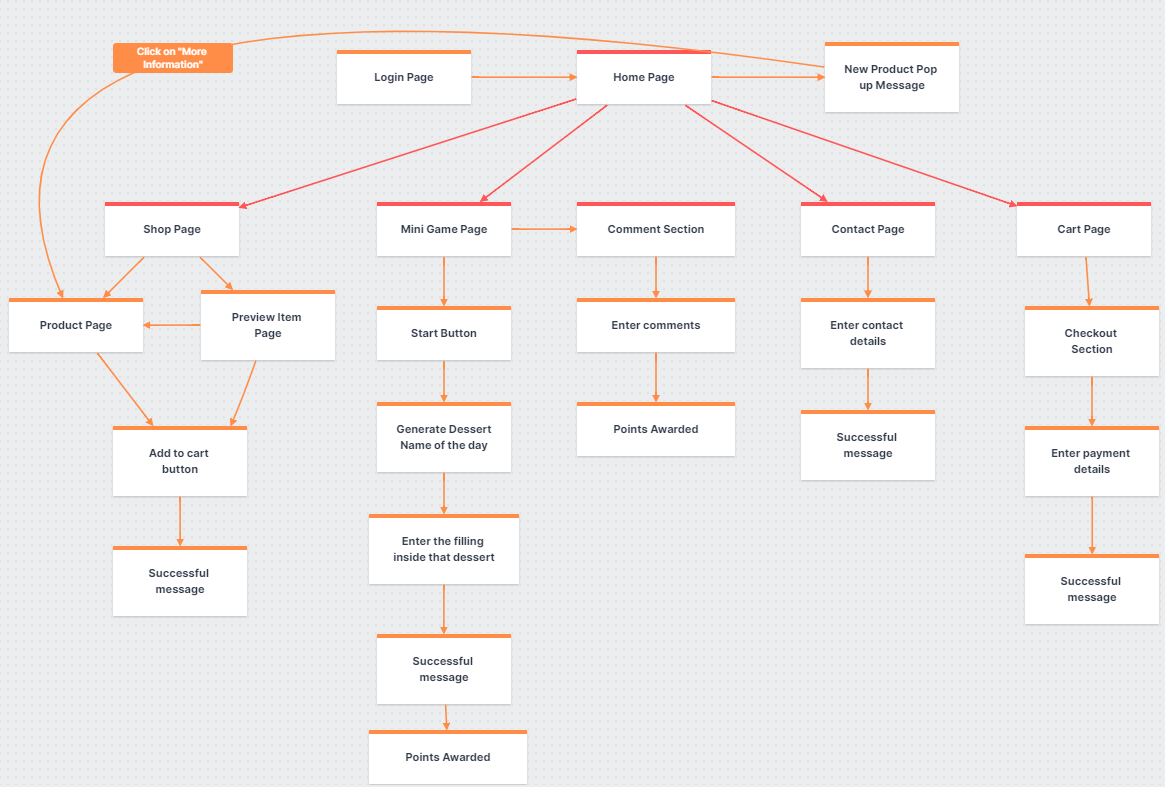 Click on "More
Information"
Login Page
Home Page
New Product Pop
up Message
Shop Page
Mini Game Page
Comment Section
Contact Page
Cart Page
Product Page
Preview Item
Page
Start Button
Enter comments
Enter contact
details
Checkout
Section
Add to cart
button
Generate Dessert
Name of the day
Points Awarded
Successful
message
Enter payment
details
Successful
message
Enter the filling
inside that dessert
Successful
message
Successful
message
Points Awarded